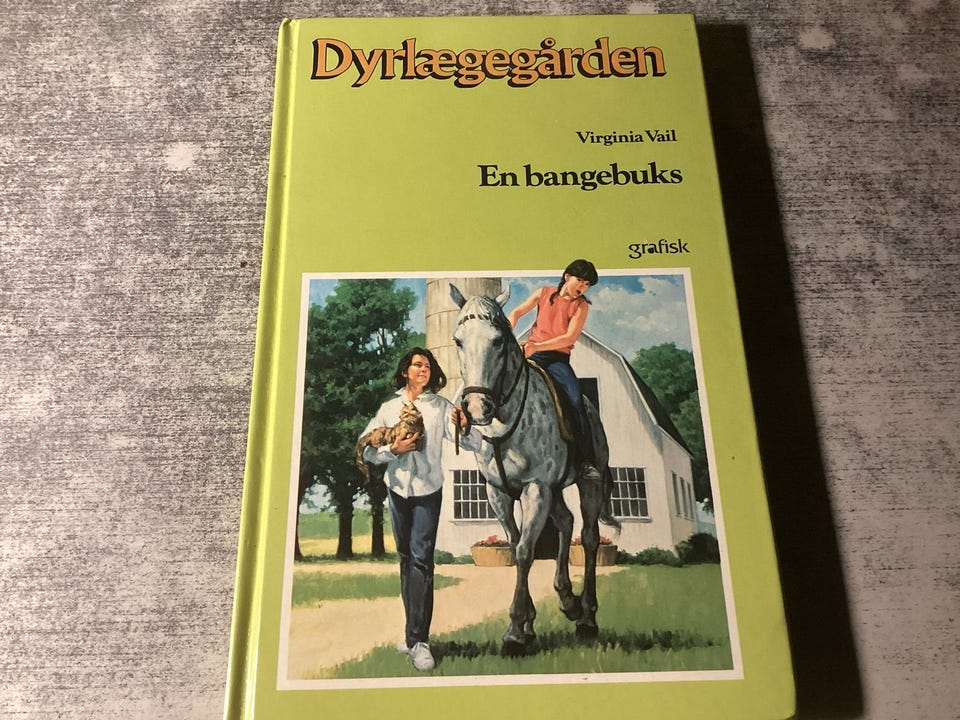 Dyrlægegården
Virginia Vail
En bangebuks
grafisk